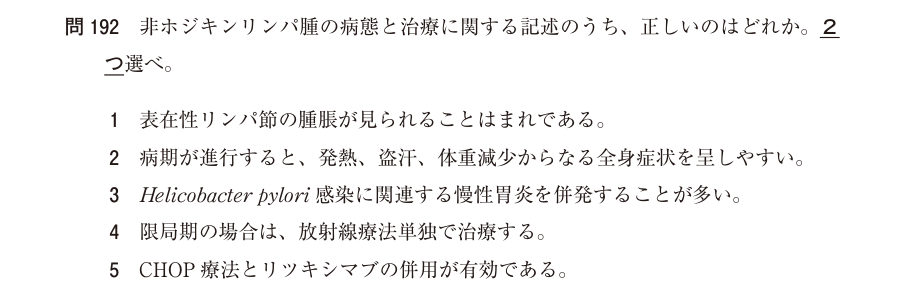 問 192　非ホジキンリンパ腫の病態と治療に関する記述のうち、正しいのはどれか。2
つ選べ。
1　表在性リンパ節の腫脹が見られることはまれである。
2　病期が進行すると、発熱、盗汗、体重減少からなる全身症状を呈しやすい。
3　Helicobacter pylori 感染に関連する慢性胃炎を併発することが多い。
4　限局期の場合は、放射線療法単独で治療する。
5　CHOP 療法とリツキシマブの併用が有効である。